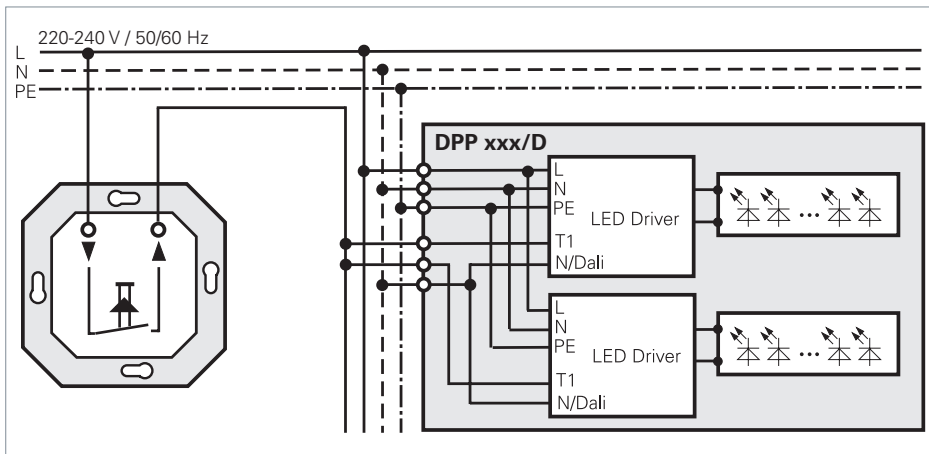 220-240 V / 50/60 Hz
L
N
PE
DPP xxx/D
L
N
PE
LED Driver
T1
N/Dali
L
N
PE
LED Driver
T1
N/Dali